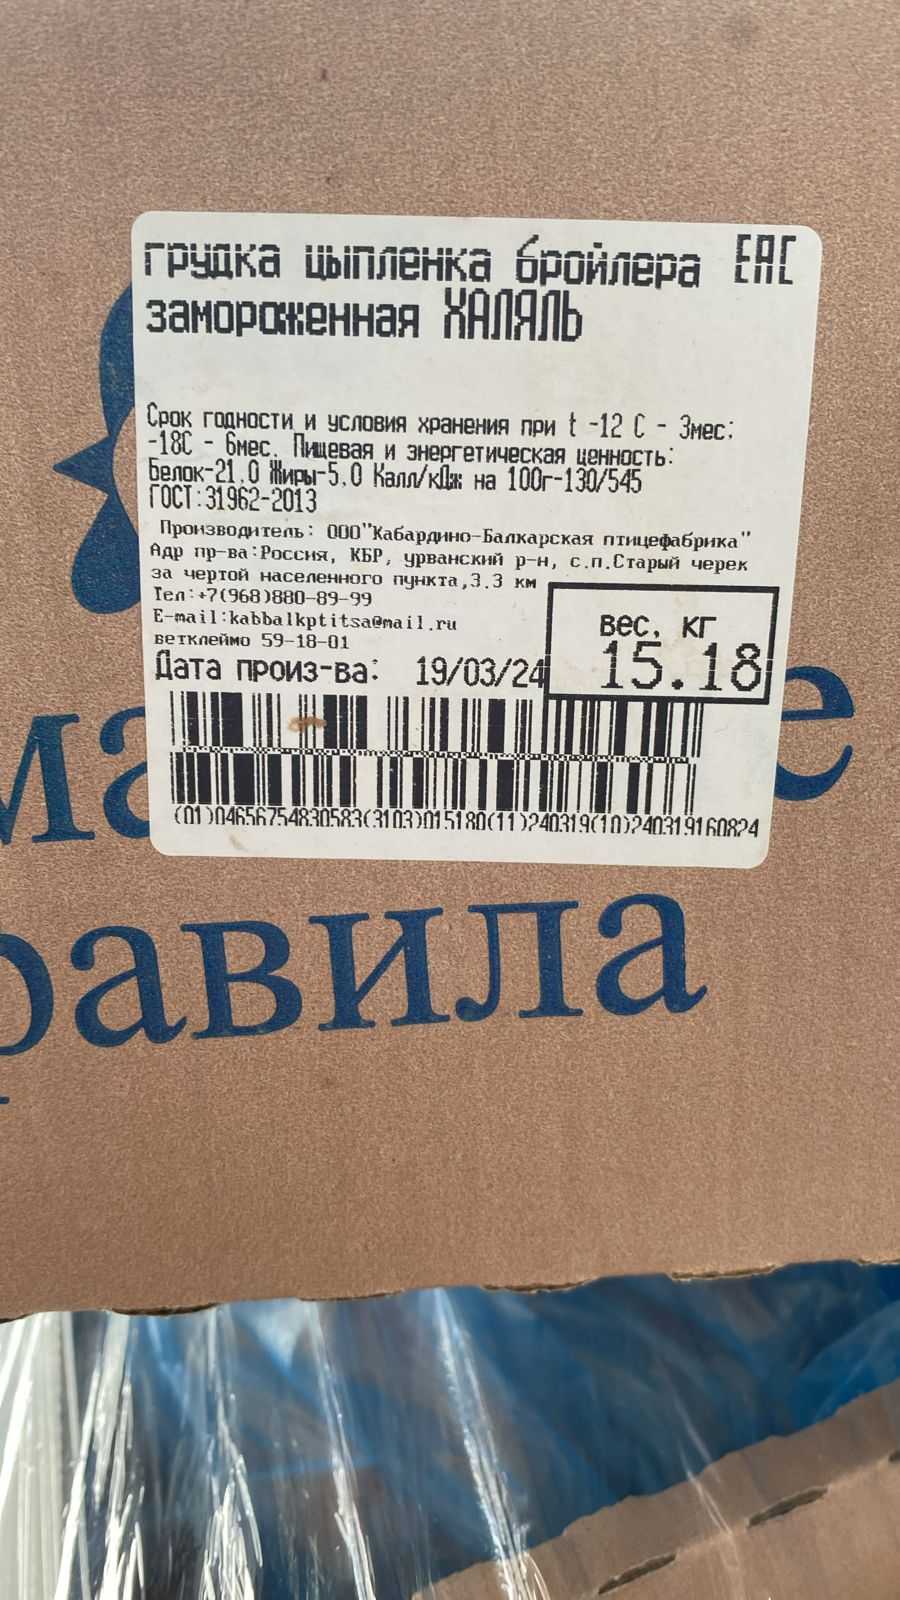 грудка цыпленка бройлера EAC
замороженная ХАЛЯЛЬ
Срок годности и условия хранения при t -12 С - 3мес;
-18С - 6мес. Пищевая и энергетическая ценность:
Белок-21,0 Жиры-5,0 Калл/кДж на 100г-130/545
ГОСТ:31962-2013
Производитель: ООО"Кабардино-Балкарская птицефабрика"
Адр пр-ва:Россия, КБР, урванский р-н, с.п.Старый черек
за чертой населенного пункта,3.3 км
Тел:+7(968)880-89-99
E-mail:kabbalkptitsa@mail.ru
ветклеймо 59-18-01
вес, кг
15.18
Дата произ-ва: 19/03/24
(01)04656754830583(3103)015180(11)240319(10)240319160824
ма е
равила